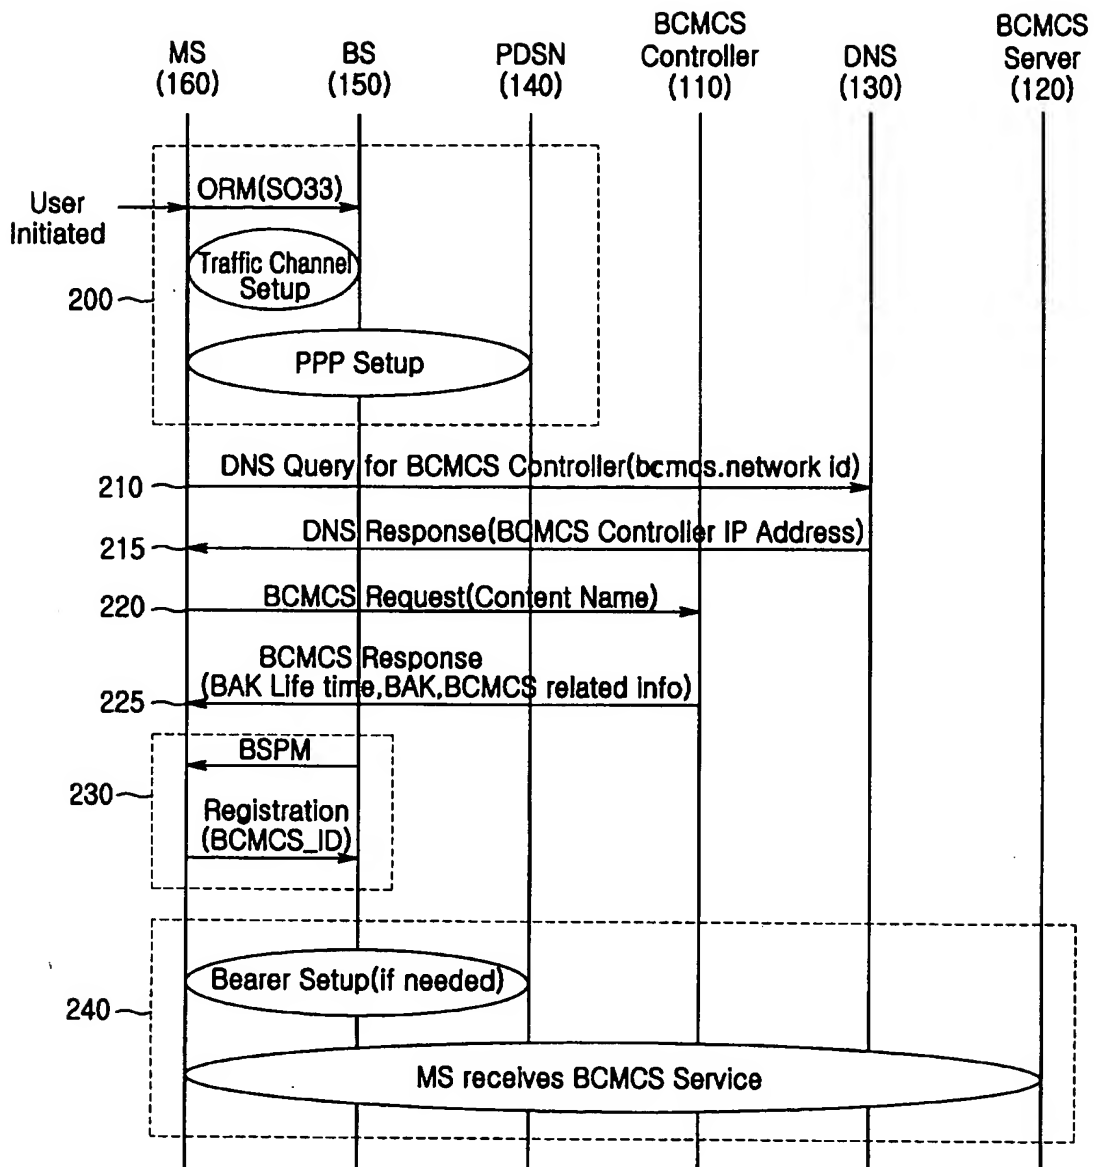 MS
(160)
BS
(150)
PDSN
(140)
BCMCS
Controller
(110)
DNS
(130)
BCMCS
Server
(120)
User
Initiated
ORM(SO33)
Traffic Channel
Setup
200
PPP Setup
DNS Query for BCMCS Controller(bcmcs.network id)
210
DNS Response(BCMCS Controller IP Address)
215
BCMCS Request(Content Name)
220
BCMCS Response
(BAK Life time,BAK,BCMCS related info)
225
BSPM
230
Registration
(BCMCS_ID)
Bearer Setup(if needed)
240
MS receives BCMCS Service